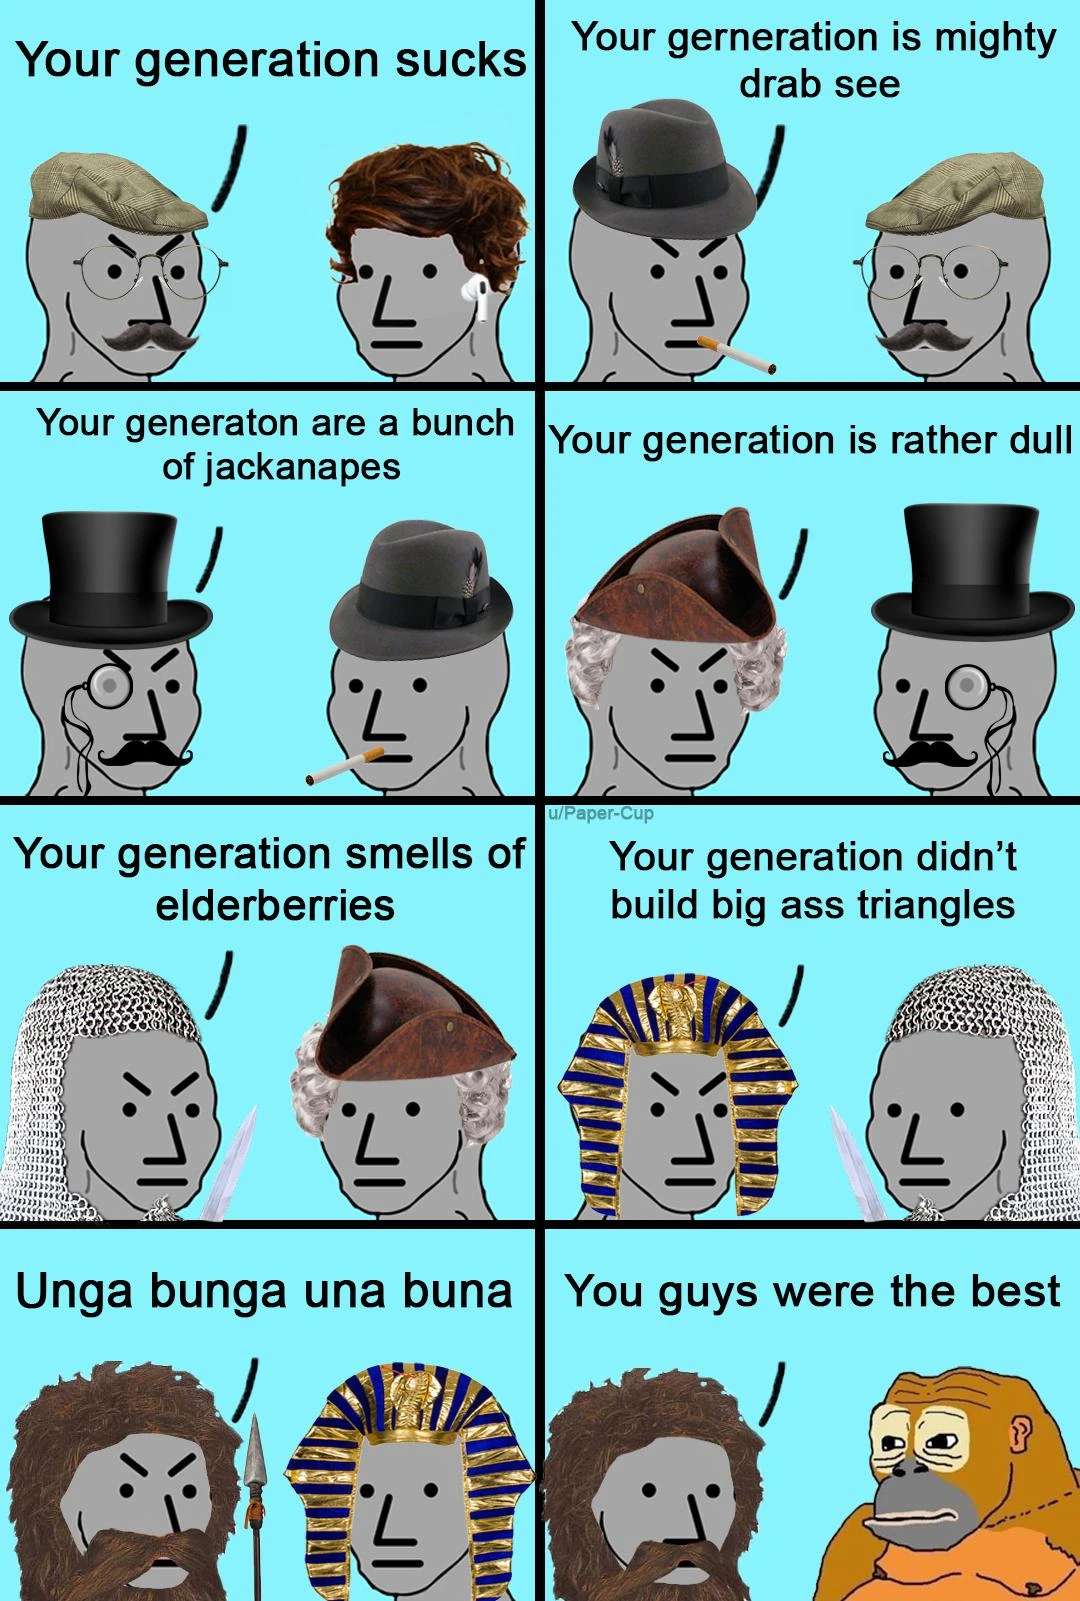 Your generation sucks
Your gerneration is mighty
drab see
Your generaton are a bunch
of jackanapes
Your generation is rather dull
u/Paper-Cup
Your generation smells of
elderberries
Your generation didn’t
build big ass triangles
Unga bunga una buna
You guys were the best